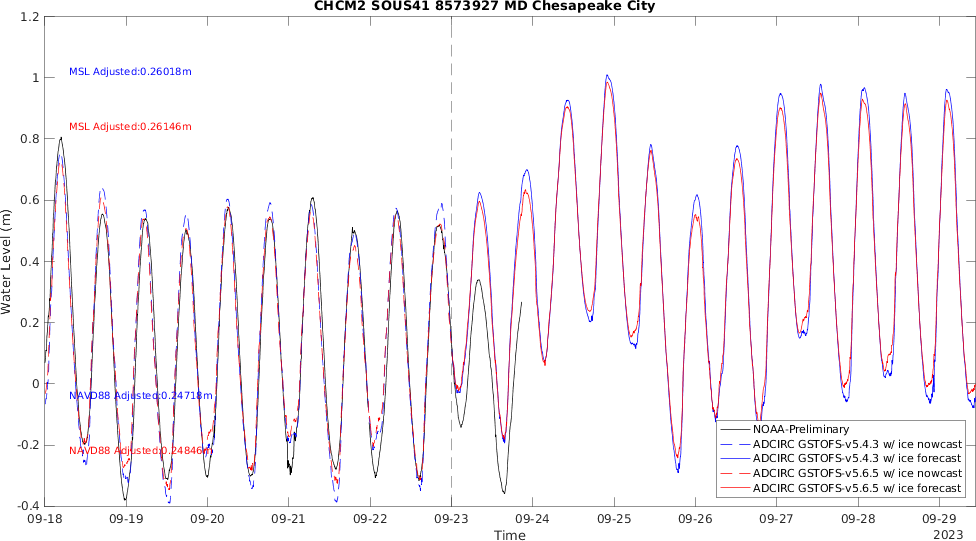 CHCM2 SOUS41 8573927 MD Chesapeake City
1.2
1
0.8
0.6
0.4
0.2
0
-0.2
-0.4
Water Level (m)
MSL Adjusted:0.26018m
MSL Adjusted:0.26146m
NAVD88 Adjusted:0.24718m
NAVD88 Adjusted:0.24846m
NOAA-Preliminary
ADCIRC GSTOFS-v5.4.3 w/ ice nowcast
ADCIRC GSTOFS-v5.4.3 w/ ice forecast
ADCIRC GSTOFS-v5.6.5 w/ ice nowcast
ADCIRC GSTOFS-v5.6.5 w/ ice forecast
09-18 09-19 09-20 09-21 09-22 09-23 09-24 09-25 09-26 09-27 09-28 09-29
Time 2023